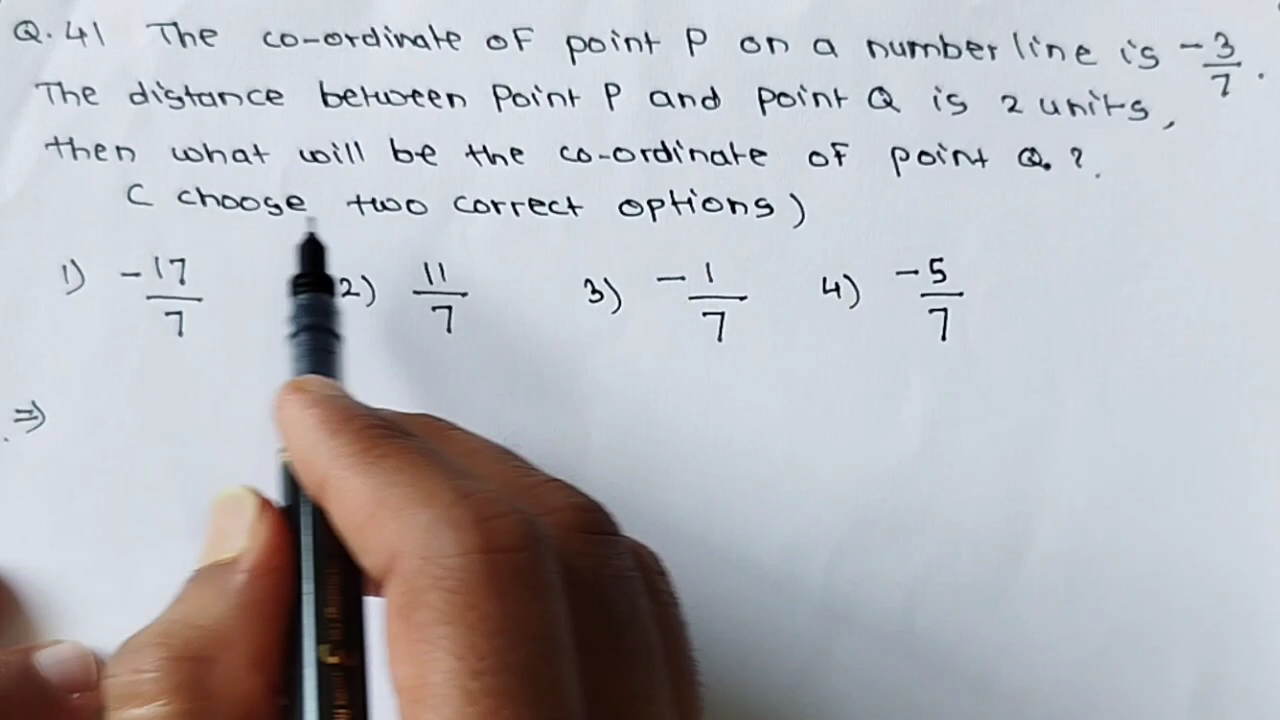 Q.41 The co-ordinate of point P on a number line is -3/7.
The distance between Point P and point Q is 2 units,
then what will be the co-ordinate of point Q.?
( choose two correct options)
1) -17/7 2) 11/7 3) -1/7 4) -5/7
⇒